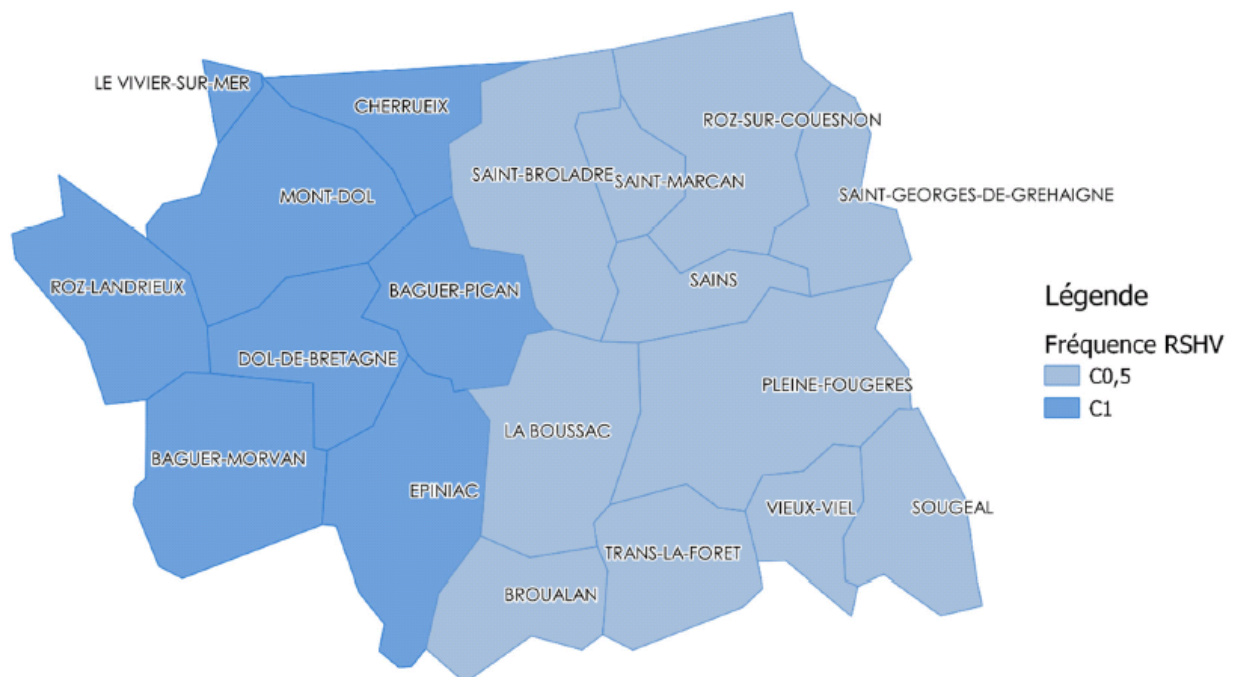 LE VIVIER-SUR-MER
CHERRUEIX
ROZ-SUR-COUESNON
SAINT-BROLADRE
SAINT-MARCAN
MONT-DOL
SAINT-GEORGES-DE-GREHAIGNE
ROZ-LANDRIEUX
BAGUER-PICAN
SAINS
DOL-DE-BRETAGNE
PLEINE-FOUGERES
LA BOUSSAC
BAGUER-MORVAN
EPINIAC
VIEUX-VIEL
SOUGEAL
TRANS-LA-FORET
BROUALAN
Légende
Fréquence RSHV
C0,5
C1